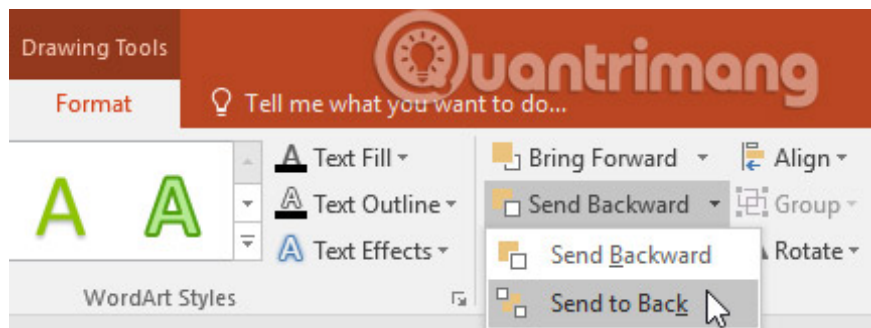 Drawing Tools
Quantrimang
Format
Tell me what you want to do...
A Text Fill
Bring Forward
Align
A A
A Text Outline
Send Backward
Group
A Text Effects
Send Backward
Rotate
WordArt Styles
Send to Back